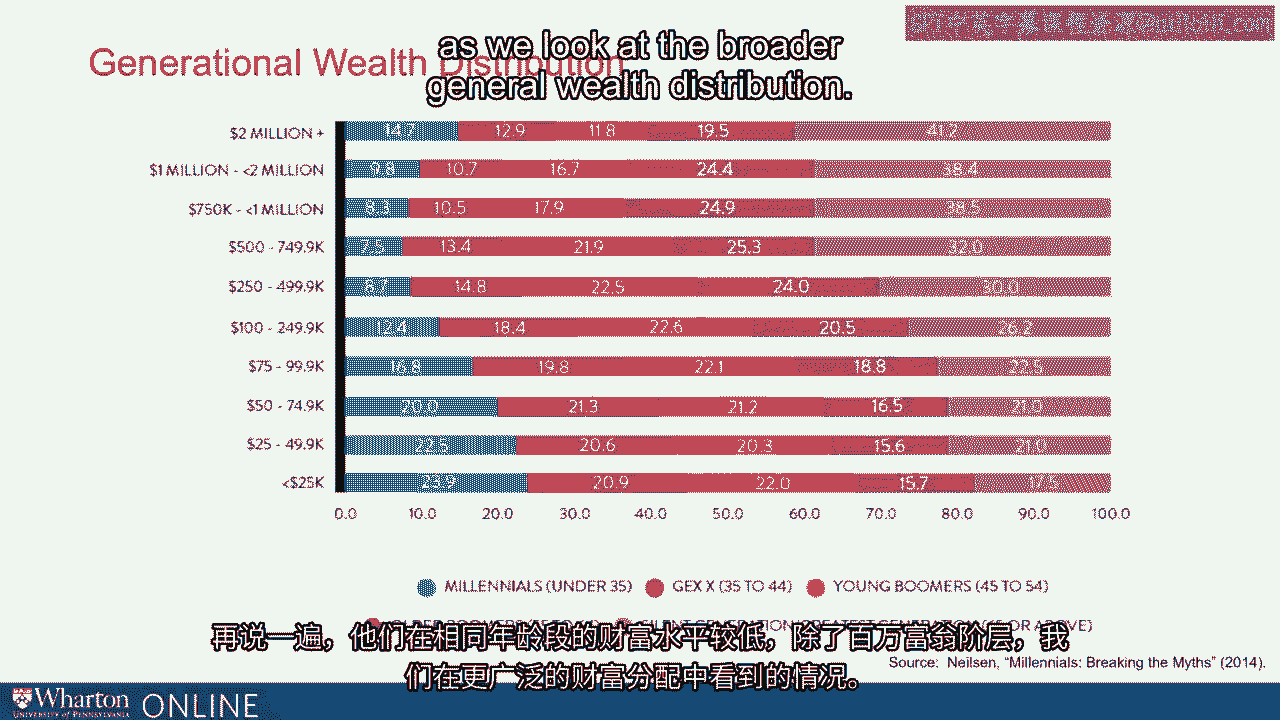 as we look at the broader
general wealth distribution.
Generational Wealth Distribution
$2 MILLION + 14.7 12.9 11.8 19.5 41.2
$1 MILLION - <2 MILLION 9.8 10.7 16.7 24.4 38.4
$750K - <1 MILLION 8.3 10.5 17.9 24.9 38.5
$500 - 749.9K 7.5 13.4 21.9 25.3 32.0
$250 - 499.9K 8.7 14.8 22.5 24.0 30.0
$100 - 249.9K 12.4 18.4 22.6 20.5 26.2
$75 - 99.9K 16.8 19.8 22.1 18.8 22.5
$50 - 74.9K 20.0 21.3 21.2 16.5 21.0
$25 - 49.9K 22.5 20.6 20.3 15.6 21.0
<$25K 23.9 20.9 22.0 15.7 17.5
0.0 10.0 20.0 30.0 40.0 50.0 60.0 70.0 80.0 90.0 100.0
MILLENNIALS (UNDER 35) GEX X (35 TO 44) YOUNG BOOMERS (45 TO 54)
再说一遍，他们在相同年龄段的财富水平较低，除了百万富弱阶层，我
们在更广泛的财富分配中看到的情况。
Source: Neilsen, “Millennials: Breaking the Myths” (2014).
Wharton ONLINE
UNIVERSITY of PENNSYLVANIA